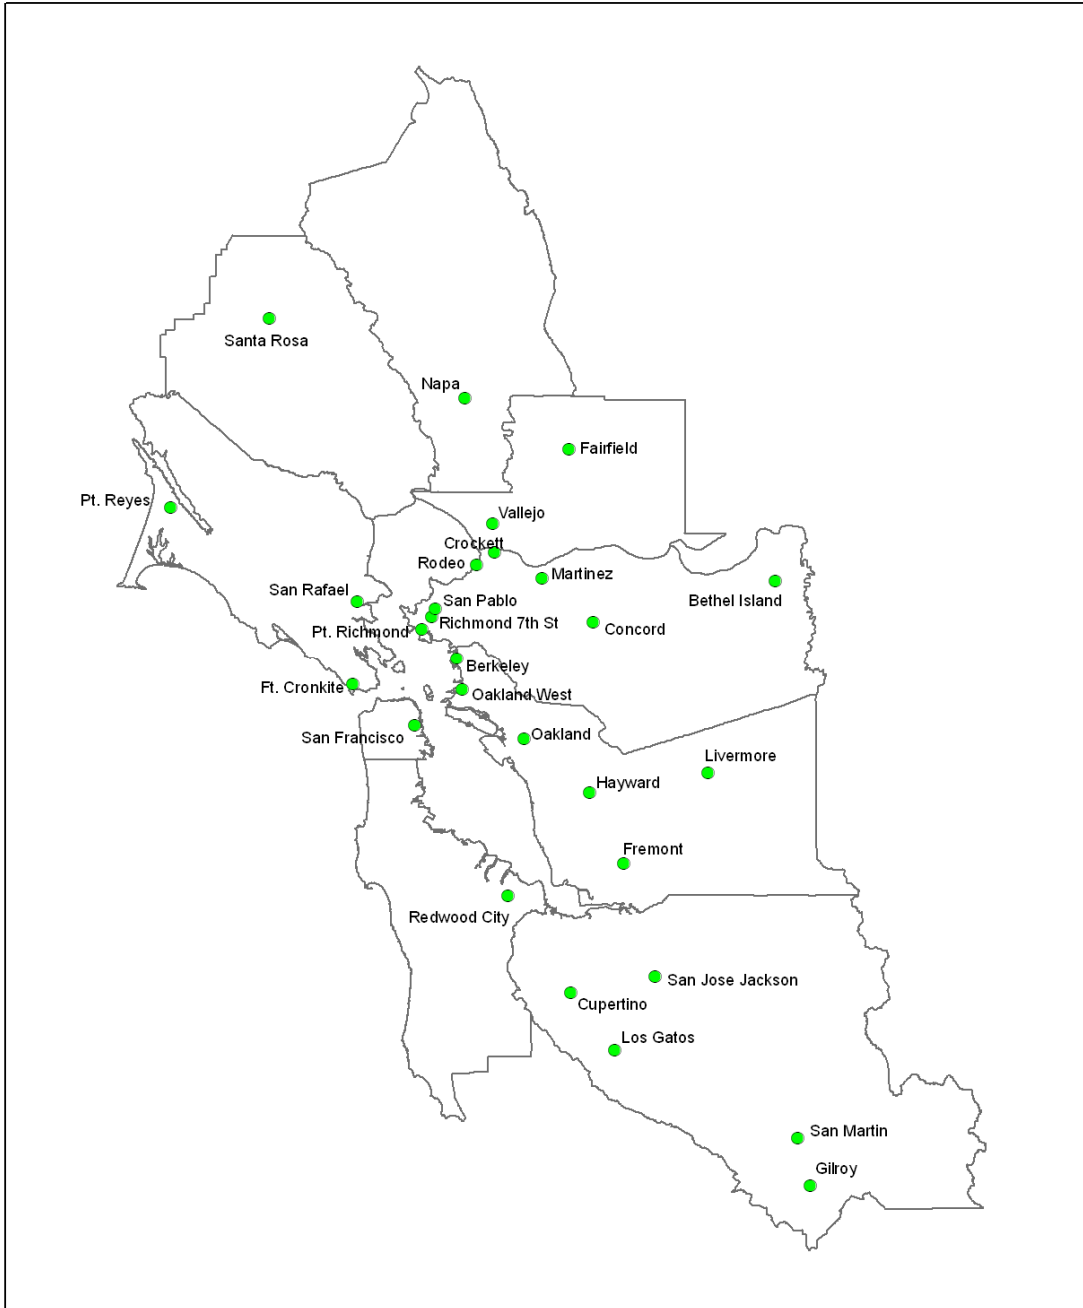 Santa Rosa
Napa
Fairfield
Pt. Reyes
Vallejo
Crockett
Rodeo
Martinez
San Rafael
Bethel Island
San Pablo
Richmond 7th St
Pt. Richmond
Concord
Berkeley
Ft. Cronkite
Oakland West
San Francisco
Oakland
Livermore
Hayward
Fremont
Redwood City
San Jose Jackson
Cupertino
Los Gatos
San Martin
Gilroy